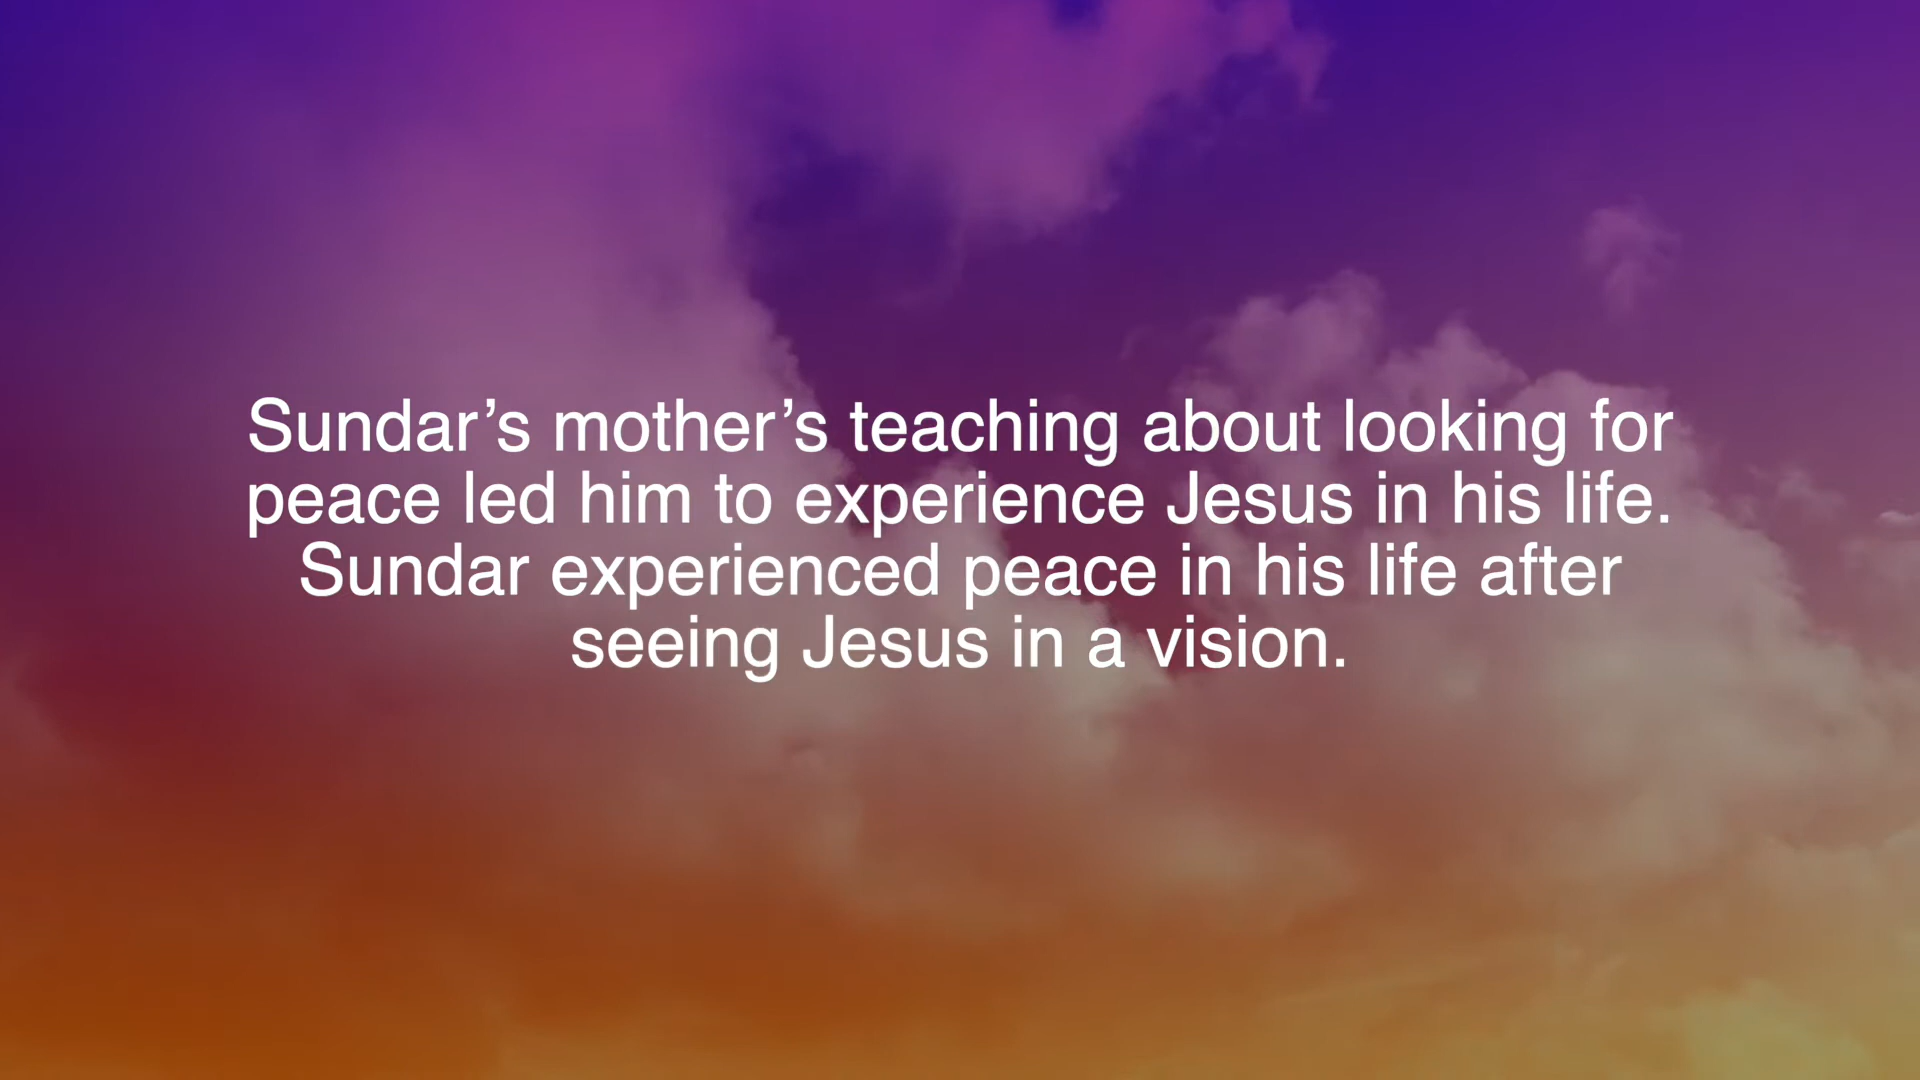 Sundar’s mother’s teaching about looking for
peace led him to experience Jesus in his life.
Sundar experienced peace in his life after
seeing Jesus in a vision.